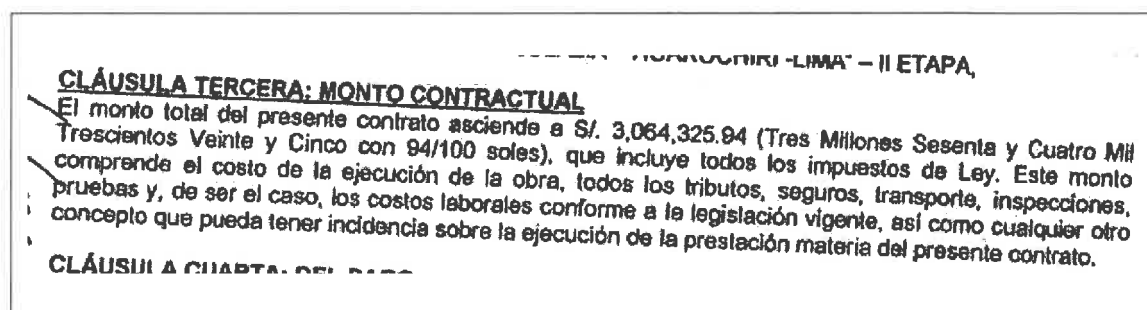 HUAROCHIRI -LIMA" – II ETAPA,
CLÁUSULA TERCERA: MONTO CONTRACTUAL
El monto total del presente contrato asciende a S/. 3,064,325.94 (Tres Millones Sesenta y Cuatro Mil
Trescientos Veinte y Cinco con 94/100 soles), que incluye todos los impuestos de Ley. Este monto
comprende el costo de la ejecución de la obra, todos los tributos, seguros, transporte, inspecciones,
pruebas y, de ser el caso, los costos laborales conforme a la legislación vigente, así como cualquier otro
concepto que pueda tener incidencia sobre la ejecución de la prestación materia del presente contrato.
CLÁUSULA CUARTA: DEL PAGO